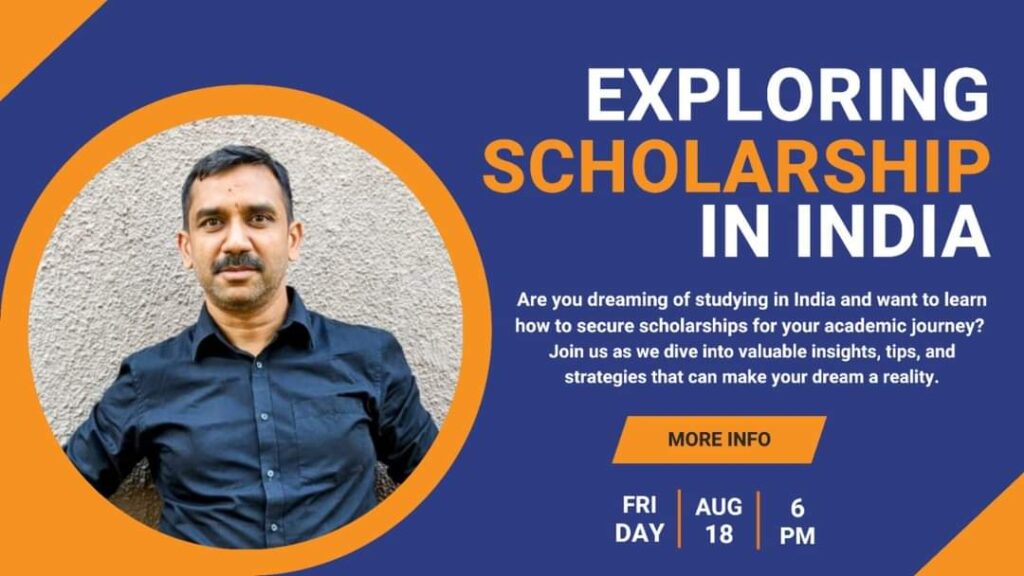 EXPLORING
SCHOLARSHIP
IN INDIA
Are you dreaming of studying in India and want to learn
how to secure scholarships for your academic journey?
Join us as we dive into valuable insights, tips, and
strategies that can make your dream a reality.
MORE INFO
FRI
DAY
AUG
18
6
PM